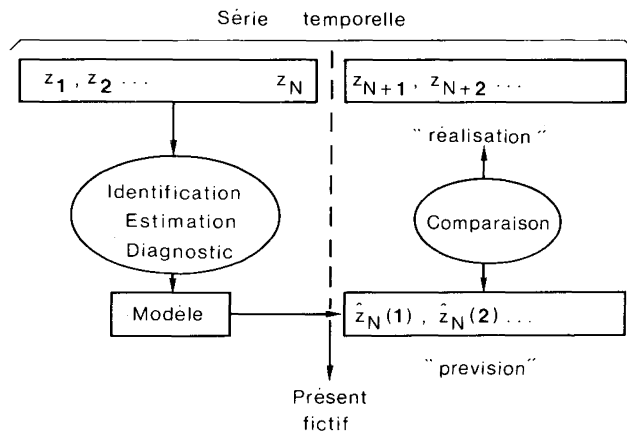 Série temporelle
z1 , z2 ... zN
zN+1 , zN+2 ...
"réalisation"
Identification
Estimation
Diagnostic
Comparaison
Modèle
ẑN(1) , ẑN(2) ...
"prevision"
Présent
fictif